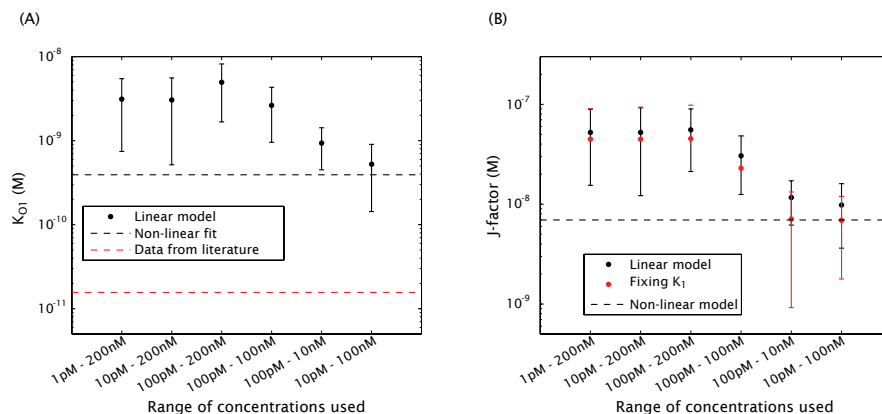 (A)
K_O1 (M)
10^-8
10^-9
10^-10
10^-11
Linear model
Non-linear fit
Data from literature
1pM - 200nM
10pM - 200nM
100pM - 200nM
100pM - 100nM
100pM - 10nM
10pM - 100nM
Range of concentrations used
(B)
J-factor (M)
10^-7
10^-8
10^-9
Linear model
Fixing K_1
Non-linear model
1pM - 200nM
10pM - 200nM
100pM - 200nM
100pM - 100nM
100pM - 10nM
10pM - 100nM
Range of concentrations used